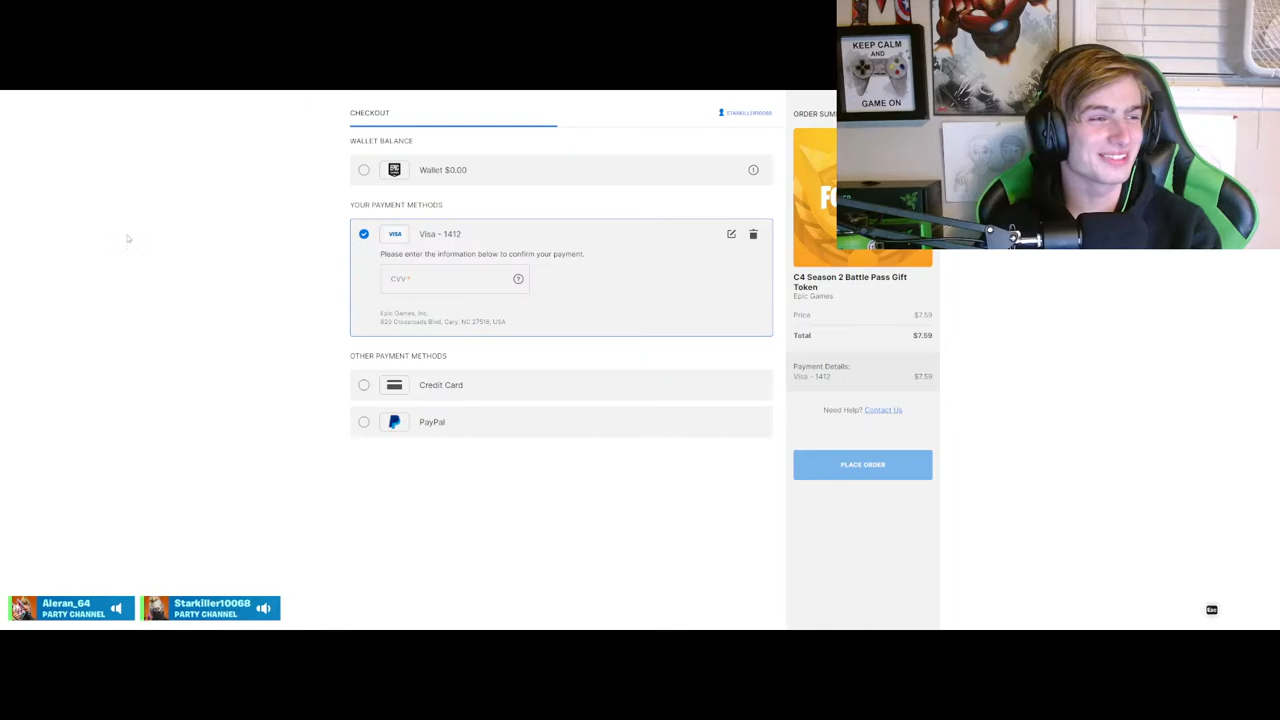 KEEP CALM
AND
GAME ON
CHECKOUT
STARKILLER10068
WALLET BALANCE
Wallet $0.00
YOUR PAYMENT METHODS
VISA
Visa - 1412
Please enter the information below to confirm your payment.
CVV*
Epic Games, Inc.
620 Crossroads Blvd, Cary, NC 27518, USA
OTHER PAYMENT METHODS
Credit Card
PayPal
ORDER SUM
FO
C4 Season 2 Battle Pass Gift
Token
Epic Games
Price $7.59
Total $7.59
Payment Details:
Visa - 1412 $7.59
Need Help? Contact Us
PLACE ORDER
Aleran_64
PARTY CHANNEL
Starkiller10068
PARTY CHANNEL
Esc